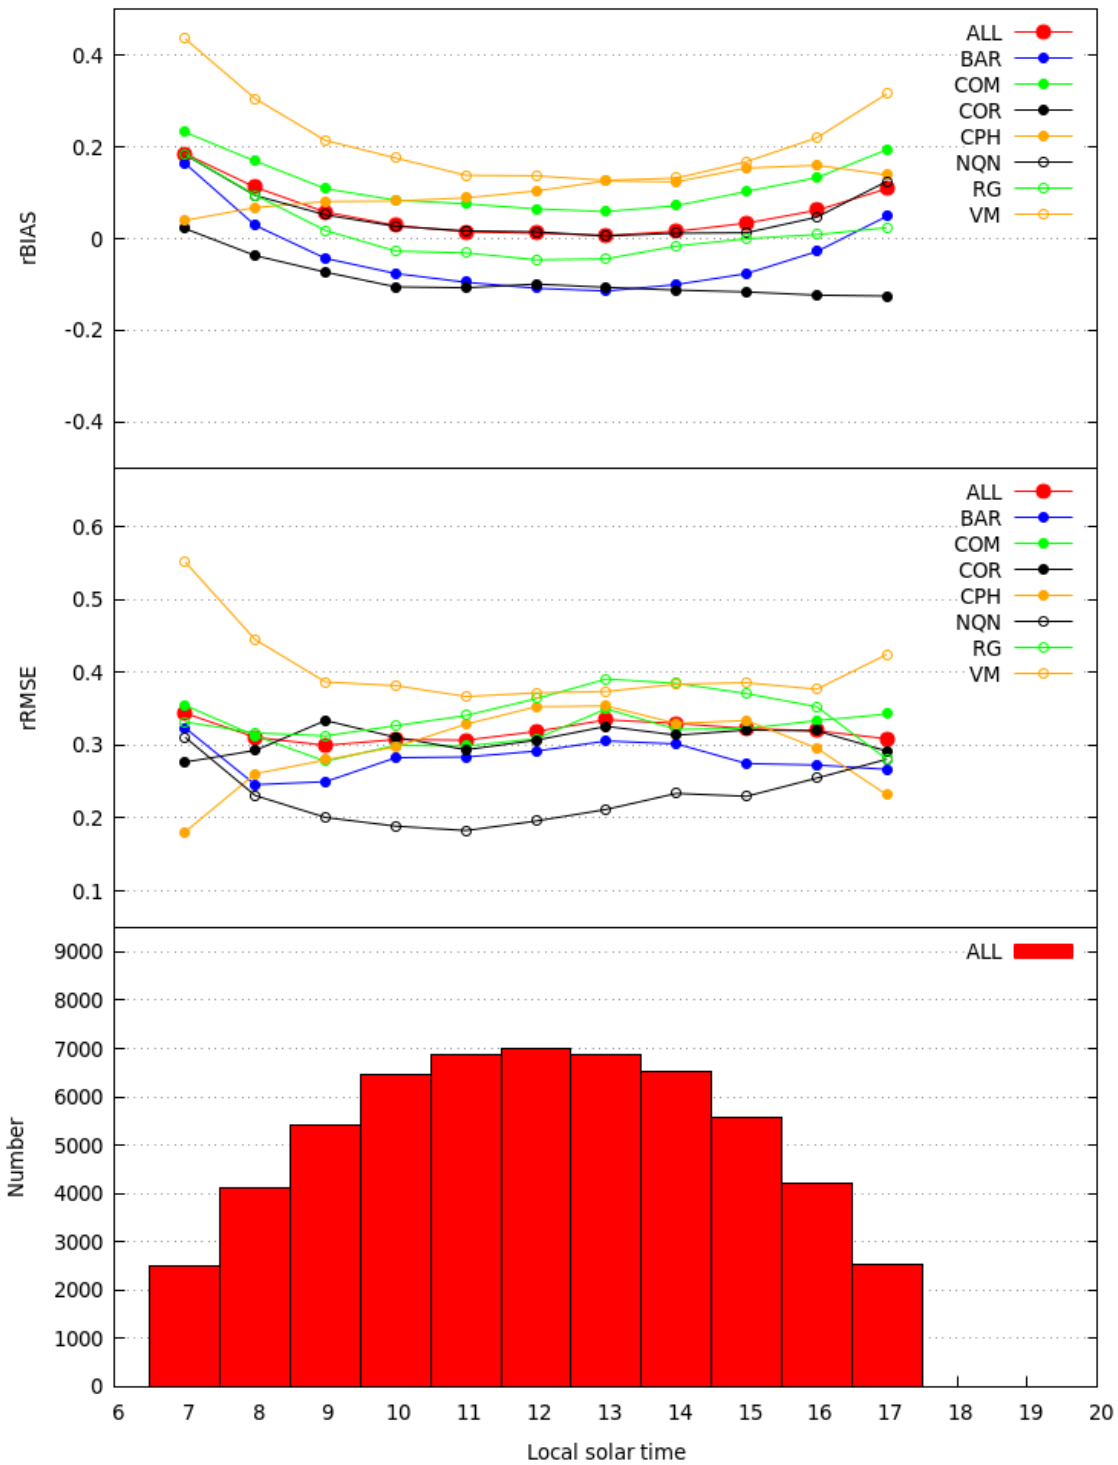 rBIAS
0.4
0.2
0
-0.2
-0.4
ALL
BAR
COM
COR
CPH
NQN
RG
VM
rRMSE
0.6
0.5
0.4
0.3
0.2
0.1
ALL
BAR
COM
COR
CPH
NQN
RG
VM
Number
9000
8000
7000
6000
5000
4000
3000
2000
1000
0
ALL
6 7 8 9 10 11 12 13 14 15 16 17 18 19 20
Local solar time